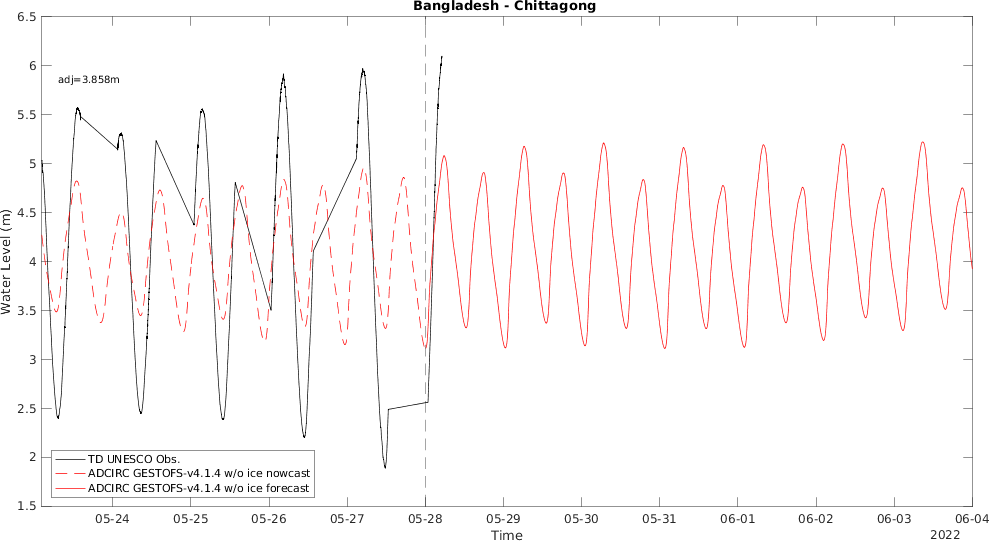 Bangladesh - Chittagong
6.5
6
5.5
5
4.5
4
3.5
3
2.5
2
1.5
Water Level (m)
adj=3.858m
TD UNESCO Obs.
ADCIRC GESTOFS-v4.1.4 w/o ice nowcast
ADCIRC GESTOFS-v4.1.4 w/o ice forecast
05-24 05-25 05-26 05-27 05-28 05-29 05-30 05-31 06-01 06-02 06-03 06-04
Time
2022